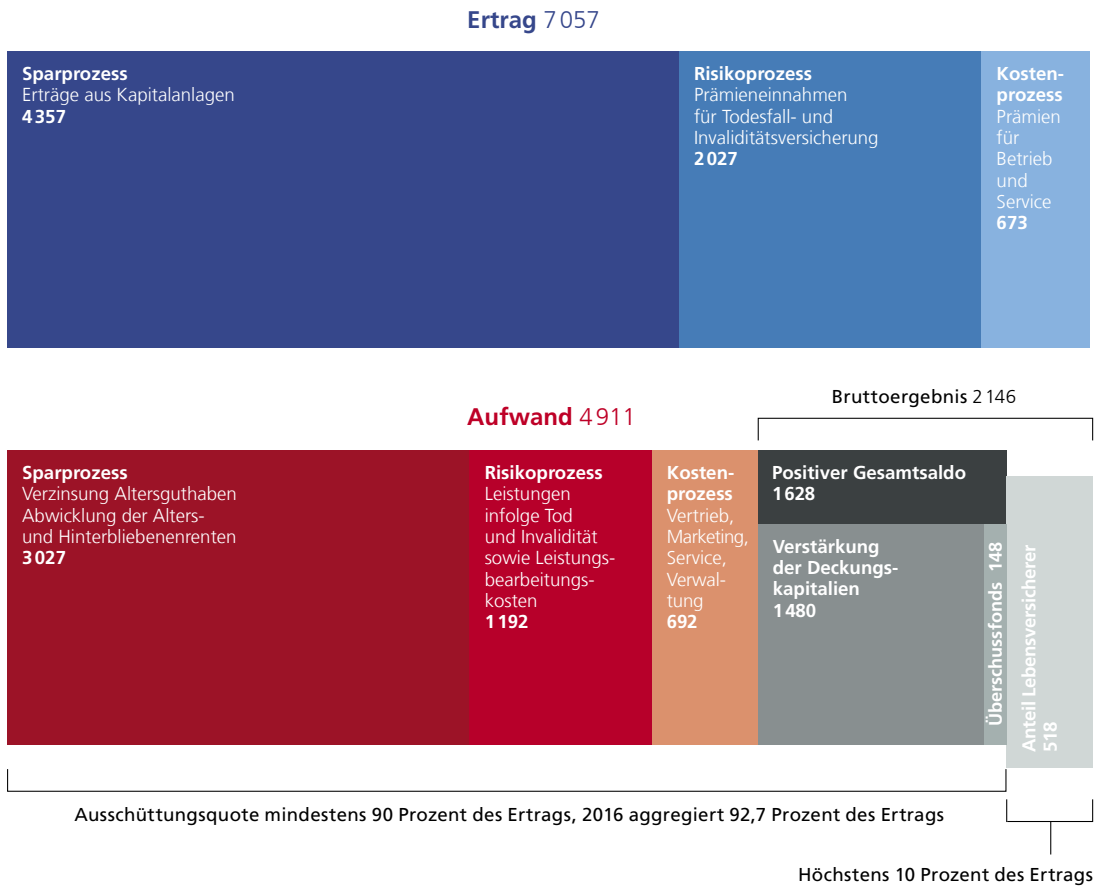 Ertrag 7 057
Sparprozess
Erträge aus Kapitalanlagen
4 357
Risikoprozess
Prämieneinnahmen
für Todesfall- und
Invaliditätsversicherung
2 027
Kosten-
prozess
Prämien
für
Betrieb
und
Service
673
Bruttoergebnis 2 146
Aufwand 4 911
Sparprozess
Verzinsung Altersguthaben
Abwicklung der Alters-
und Hinterbliebenenrenten
3 027
Risikoprozess
Leistungen
infolge Tod
und Invalidität
sowie Leistungs-
bearbeitungs-
kosten
1 192
Kosten-
prozess
Vertrieb,
Marketing,
Service,
Verwal-
tung
692
Positiver Gesamtsaldo
1 628
Verstärkung
der Deckungs-
kapitalien
1 480
Überschussfonds 148
Anteil Lebensversicherer
518
Ausschüttungsquote mindestens 90 Prozent des Ertrags, 2016 aggregiert 92,7 Prozent des Ertrags
Höchstens 10 Prozent des Ertrags